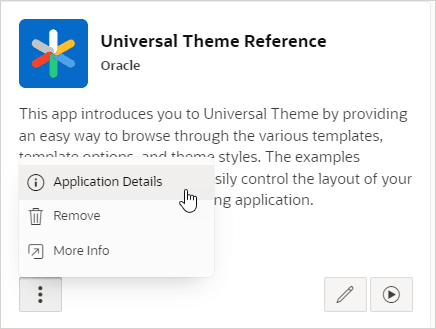 Universal Theme Reference
Oracle
This app introduces you to Universal Theme by providing
an easy way to browse through the various templates,
template options, and theme styles. The examples
sily control the layout of your
ng application.
Application Details
Remove
More Info